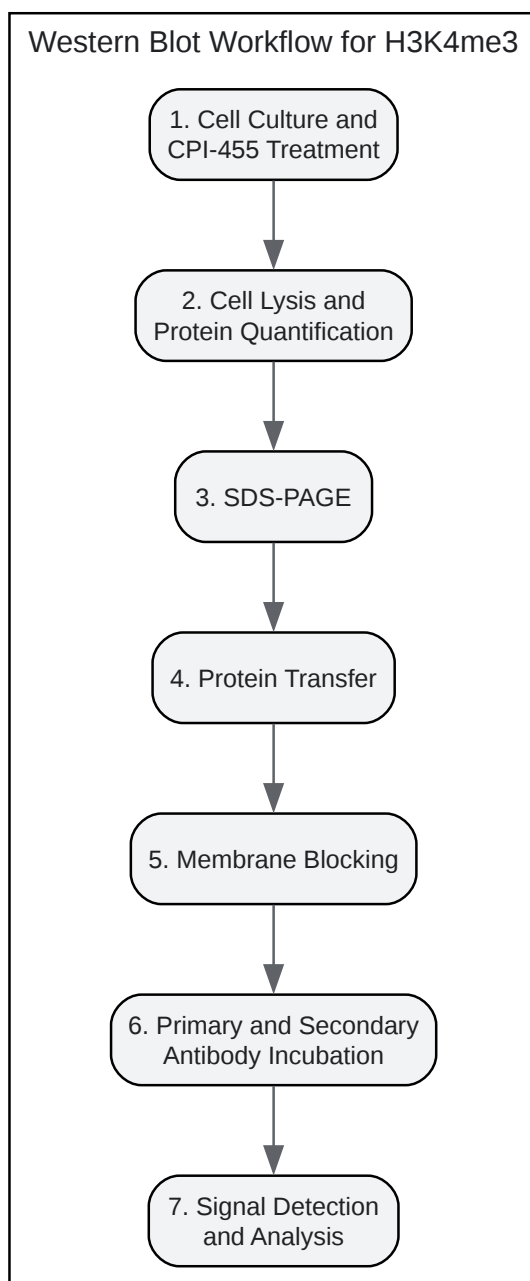 Western Blot Workflow for H3K4me3
1. Cell Culture and
CPI-455 Treatment
2. Cell Lysis and
Protein Quantification
3. SDS-PAGE
4. Protein Transfer
5. Membrane Blocking
6. Primary and Secondary
Antibody Incubation
7. Signal Detection
and Analysis